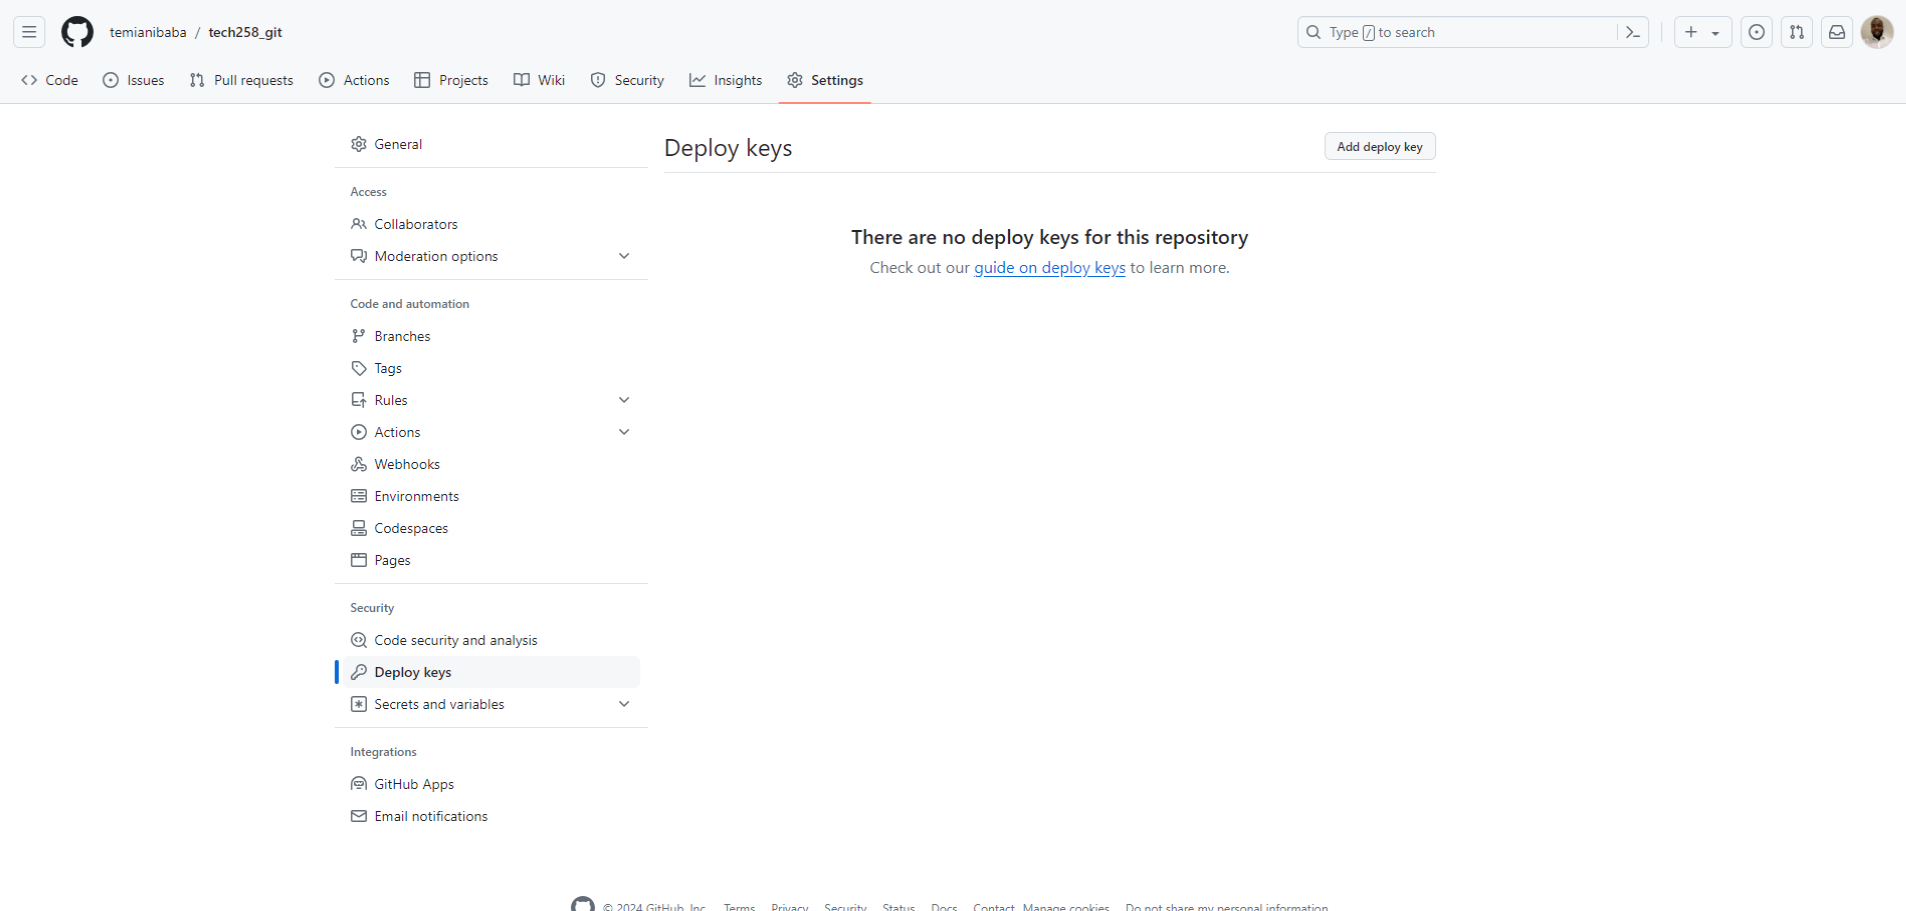 temianibaba / tech258_git
Type / to search
Code
Issues
Pull requests
Actions
Projects
Wiki
Security
Insights
Settings
General
Access
Collaborators
Moderation options
Code and automation
Branches
Tags
Rules
Actions
Webhooks
Environments
Codespaces
Pages
Security
Code security and analysis
Deploy keys
Secrets and variables
Integrations
GitHub Apps
Email notifications
Deploy keys
Add deploy key
There are no deploy keys for this repository
Check out our guide on deploy keys to learn more.
© 2024 GitHub, Inc. Terms Privacy Security Status Docs Contact Manage cookies Do not share my personal information